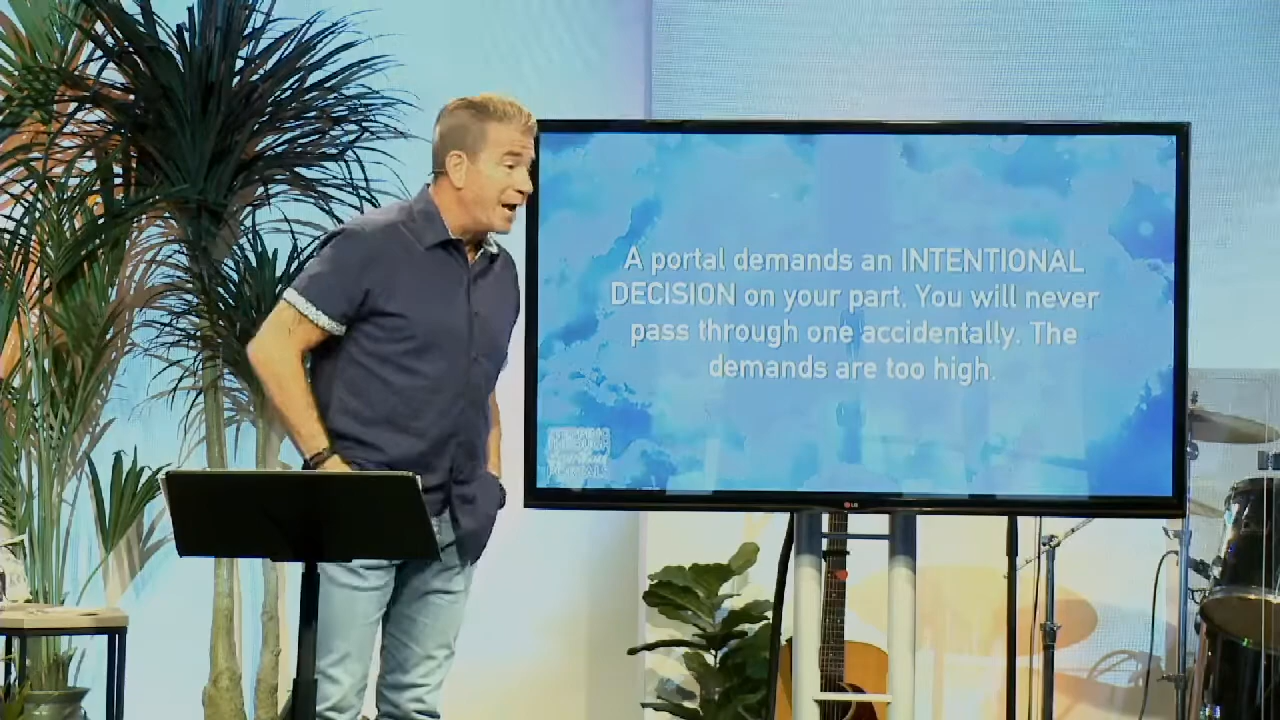 A portal demands an INTENTIONAL
DECISION on your part. You will never
pass through one accidentally. The
demands are too high.
LG